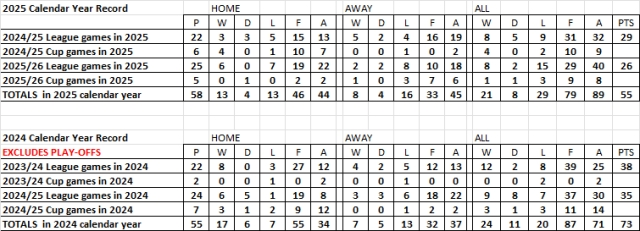 2025 Calendar Year Record HOME AWAY ALL
P W D L F A W D L F A W D L F A PTS
2024/25 League games in 2025 22 3 3 5 15 13 5 2 4 16 19 8 5 9 31 32 29
2024/25 Cup games in 2025 6 4 0 1 10 7 0 0 1 0 2 4 0 2 10 9
2025/26 League games in 2025 25 6 0 7 19 22 2 2 8 10 18 8 2 15 29 40 26
2025/26 Cup games in 2025 5 0 1 0 2 2 1 0 3 7 6 1 1 3 9 8
TOTALS in 2025 calendar year 58 13 4 13 46 44 8 4 16 33 45 21 8 29 79 89 55
2024 Calendar Year Record HOME AWAY ALL
EXCLUDES PLAY-OFFS P W D L F A W D L F A W D L F A PTS
2023/24 League games in 2024 22 8 0 3 27 12 4 2 5 12 13 12 2 8 39 25 38
2023/24 Cup games in 2024 2 0 0 1 0 2 0 0 1 0 0 0 0 2 0 2
2024/25 League games in 2024 24 6 5 1 19 8 3 3 6 18 22 9 8 7 37 30 35
2024/25 Cup games in 2024 7 3 1 2 9 12 0 0 1 2 2 3 1 3 11 14
TOTALS in 2024 calendar year 55 17 6 7 55 34 7 5 13 32 37 24 11 20 87 71 73